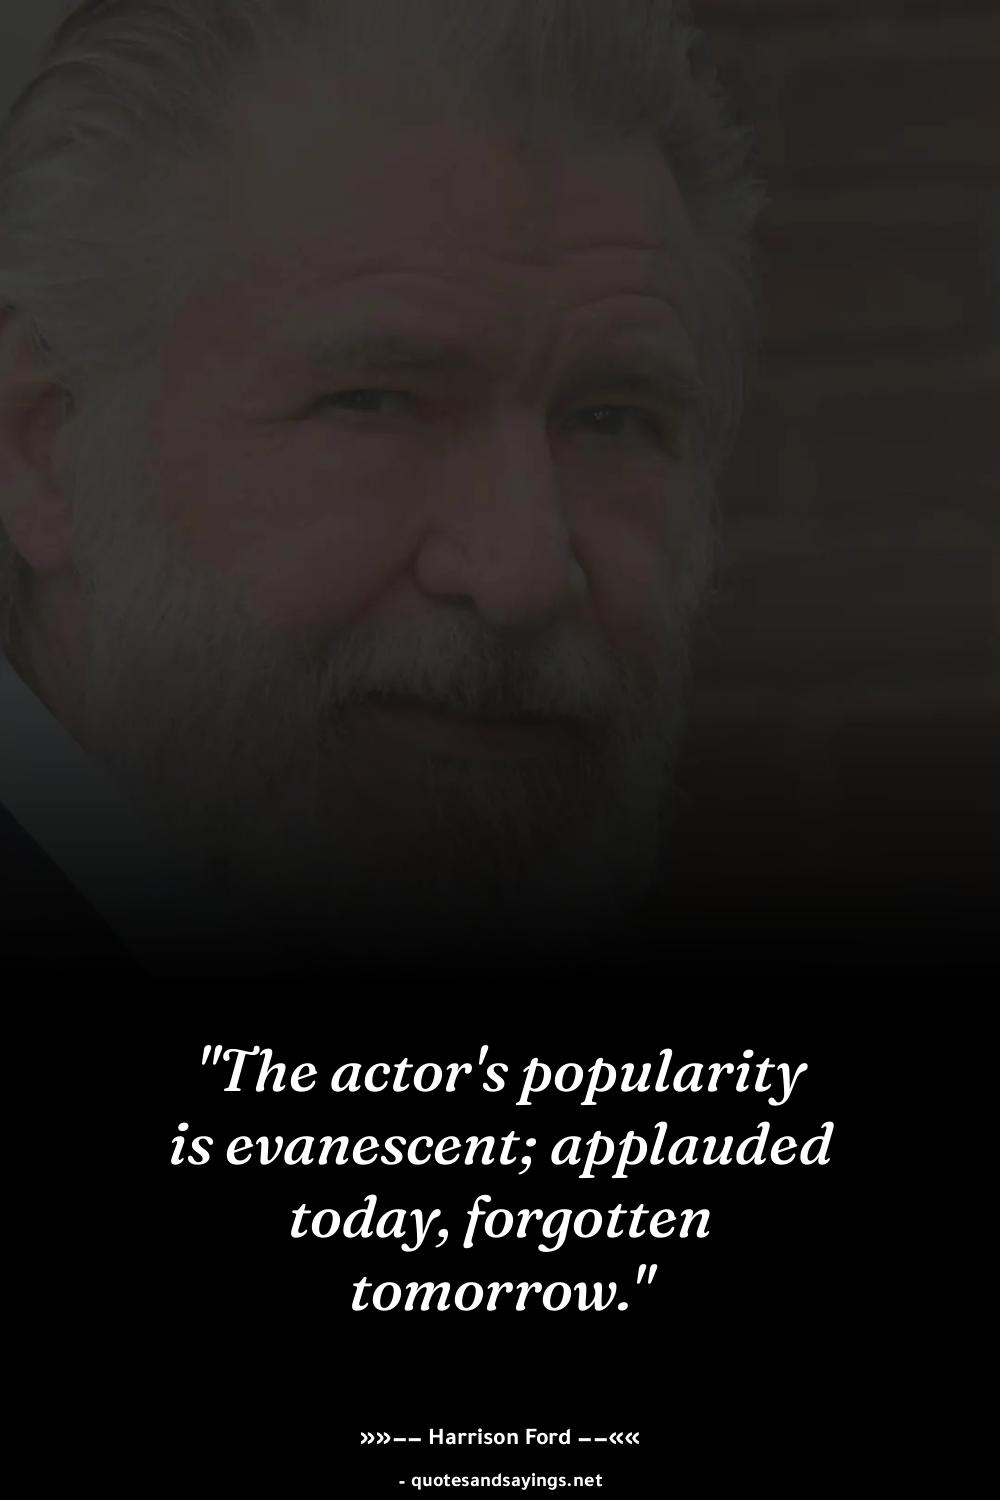 "The actor's popularity
is evanescent; applauded
today, forgotten
tomorrow."
»»–– Harrison Ford ––««
- quotesandsayings.net